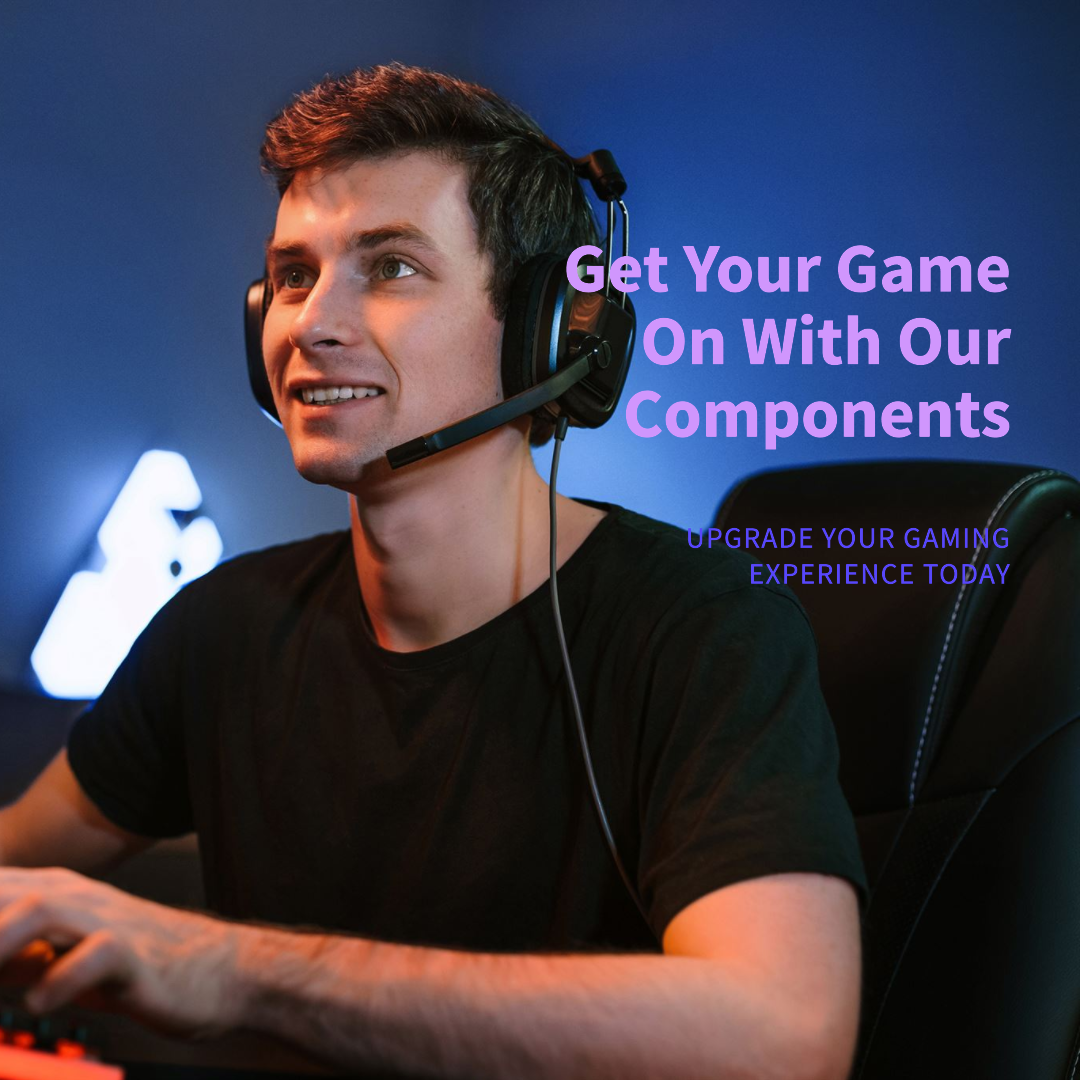 Get Your Game
On With Our
Components
UPGRADE YOUR GAMING
EXPERIENCE TODAY